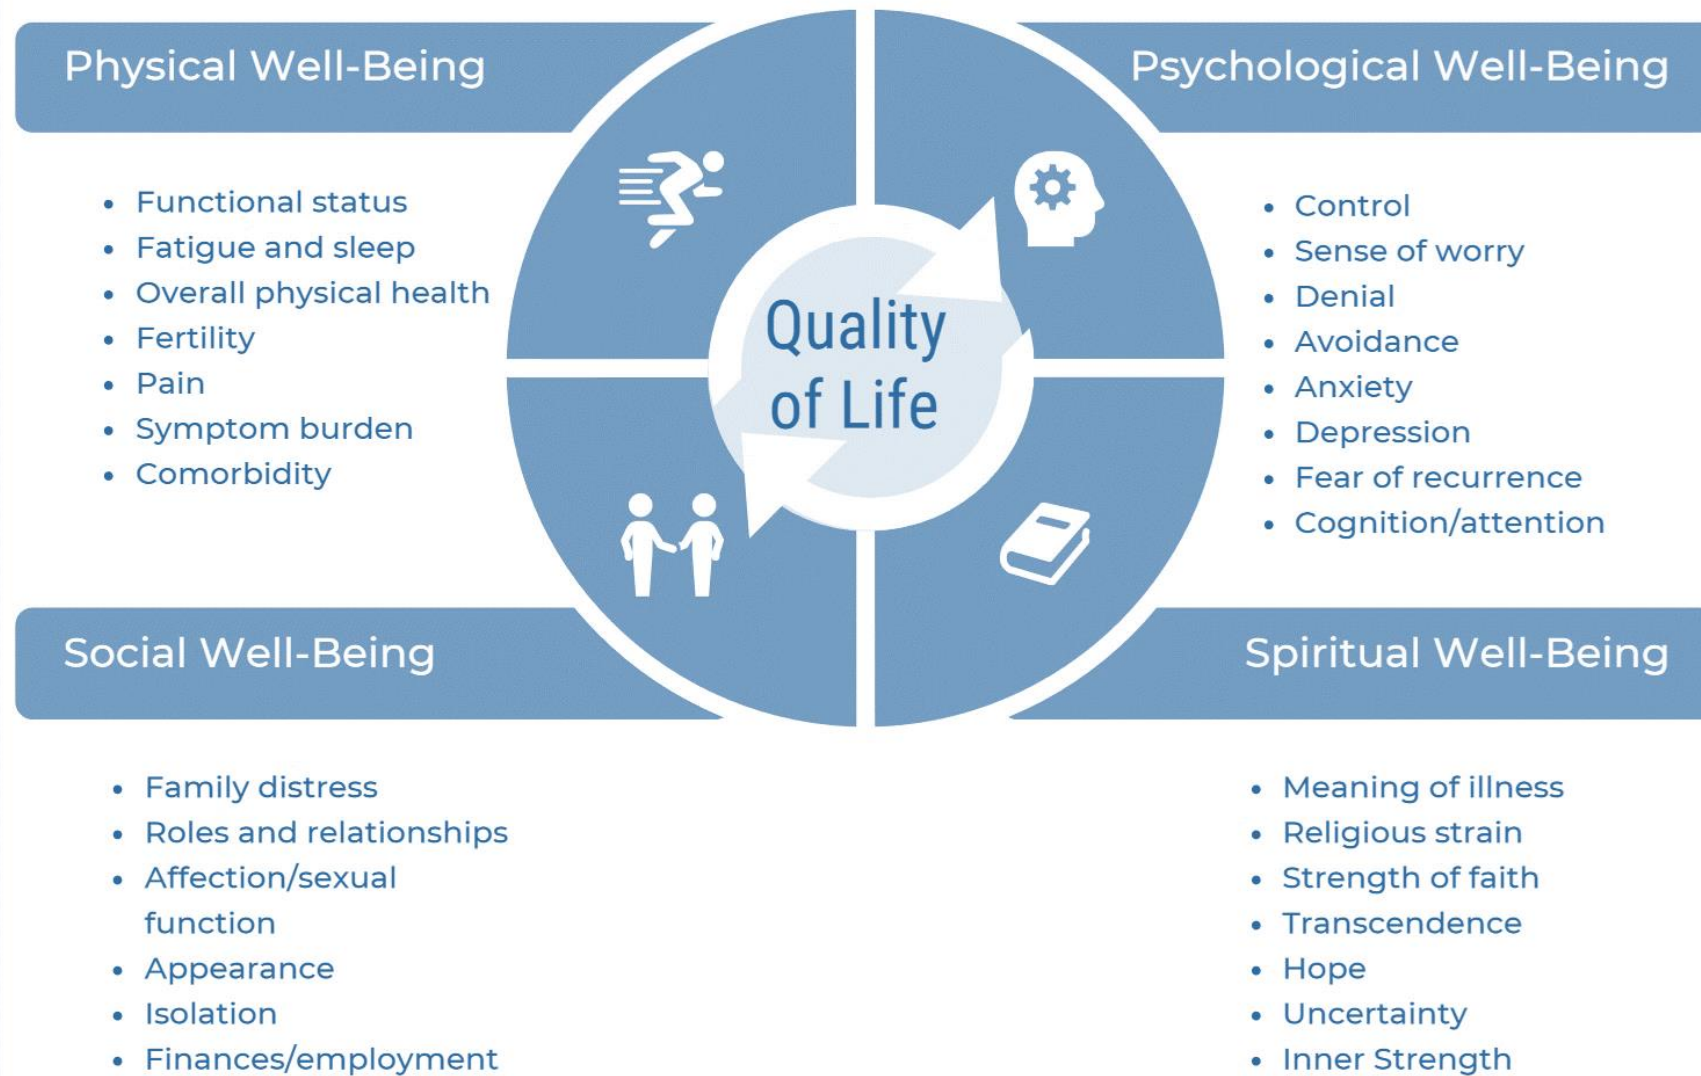 Physical Well-Being
Functional status
Fatigue and sleep
Overall physical health
Fertility
Pain
Symptom burden
Comorbidity
Psychological Well-Being
Control
Sense of worry
Denial
Avoidance
Anxiety
Depression
Fear of recurrence
Cognition/attention
Quality
of Life
Social Well-Being
Family distress
Roles and relationships
Affection/sexual
function
Appearance
Isolation
Finances/employment
Spiritual Well-Being
Meaning of illness
Religious strain
Strength of faith
Transcendence
Hope
Uncertainty
Inner Strength